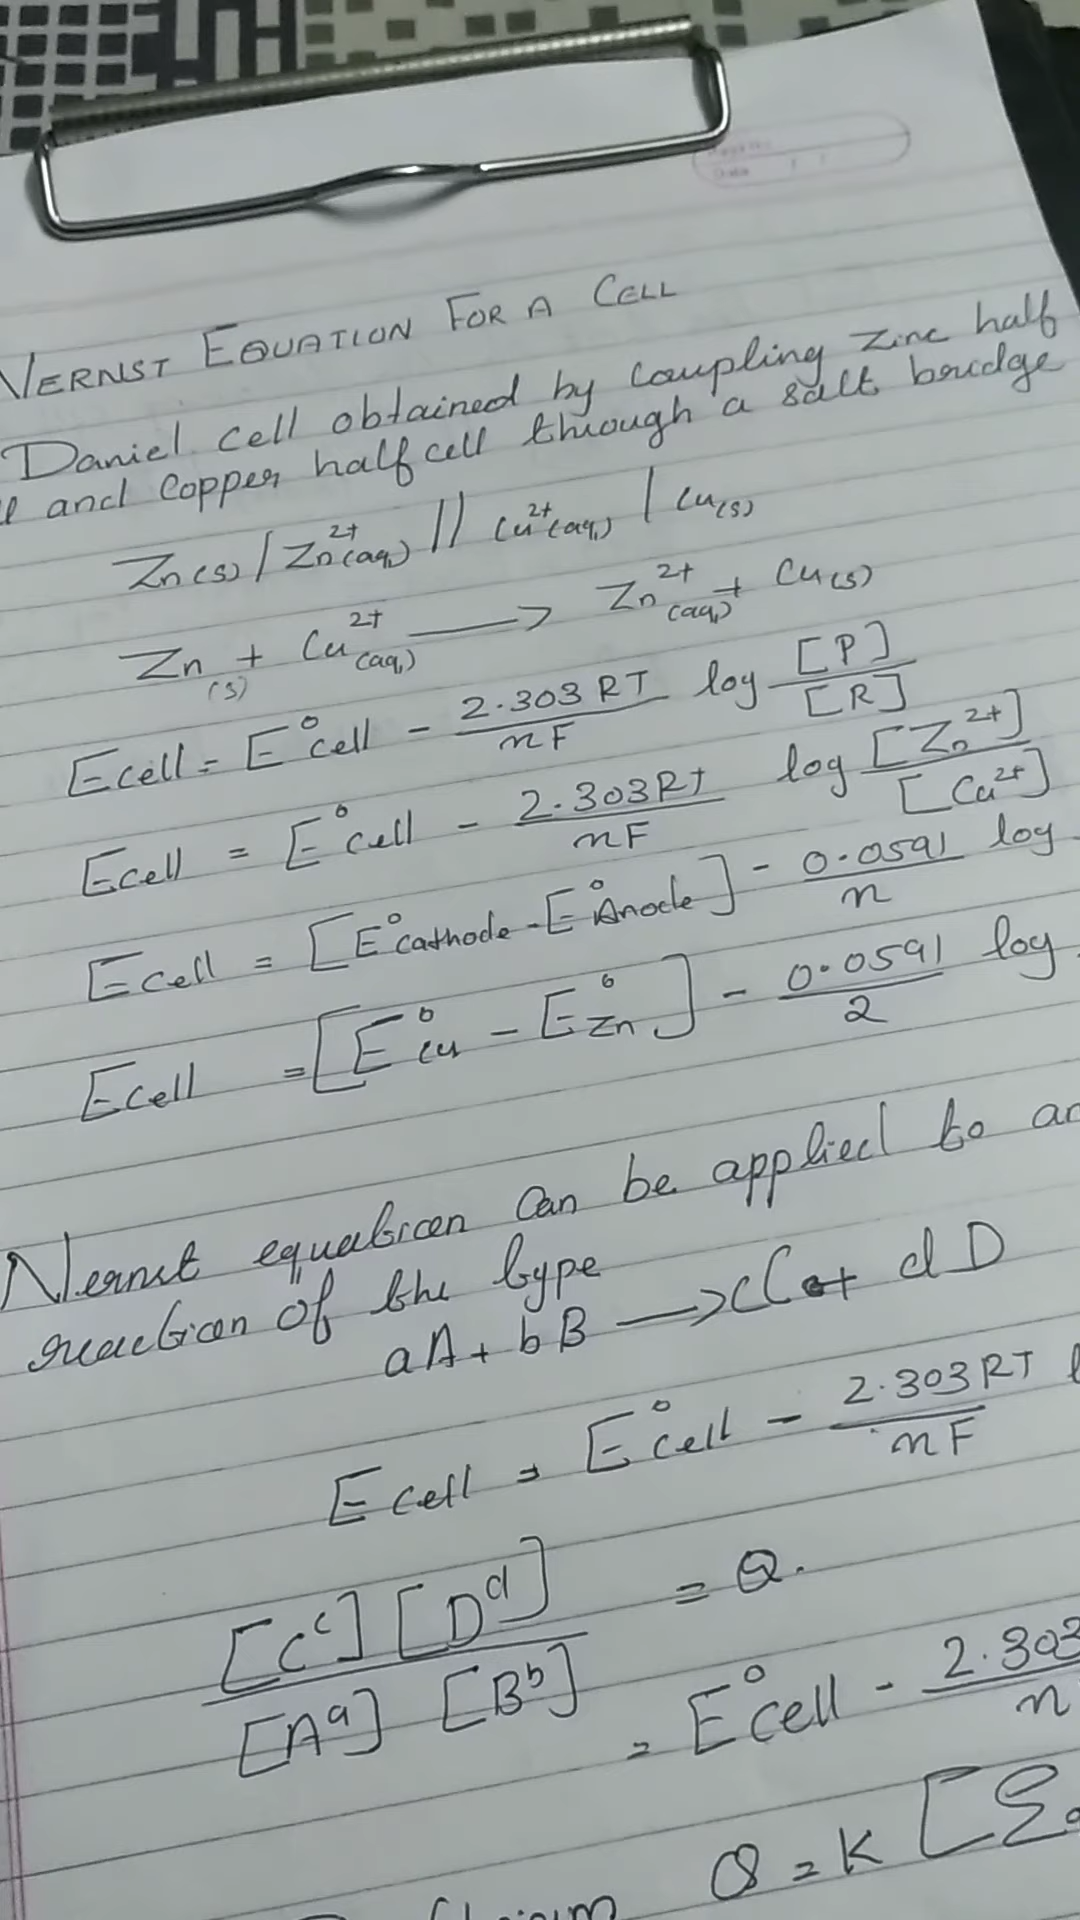 NERNST EQUATION FOR A CELL
Daniel cell obtained by coupling zinc half
and Copper half cell through a salt bridge
Zn(s) / Zn²⁺(aq) // Cu²⁺(aq) / Cu(s)
Zn(s) + Cu²⁺(aq) ⟶ Zn²⁺(aq) + Cu(s)
Ecell = E°cell - 2.303 RT / nF log [P] / [R]
Ecell = E°cell - 2.303RT / nF log [Zn²⁺] / [Cu²⁺]
Ecell = [E°cathode - E°Anode] - 0.0591 / n log
Ecell = [E°Cu - E°Zn] - 0.0591 / 2 log
Nernst equation can be applied to
reaction of the type
aA + bB ⟶ cC + dD
Ecell = E°cell - 2.303RT / nF
[Cᶜ] [Dᵈ] / [Aᵃ] [Bᵇ] = Q.
= E°cell - 2.303 / n
Q = K [